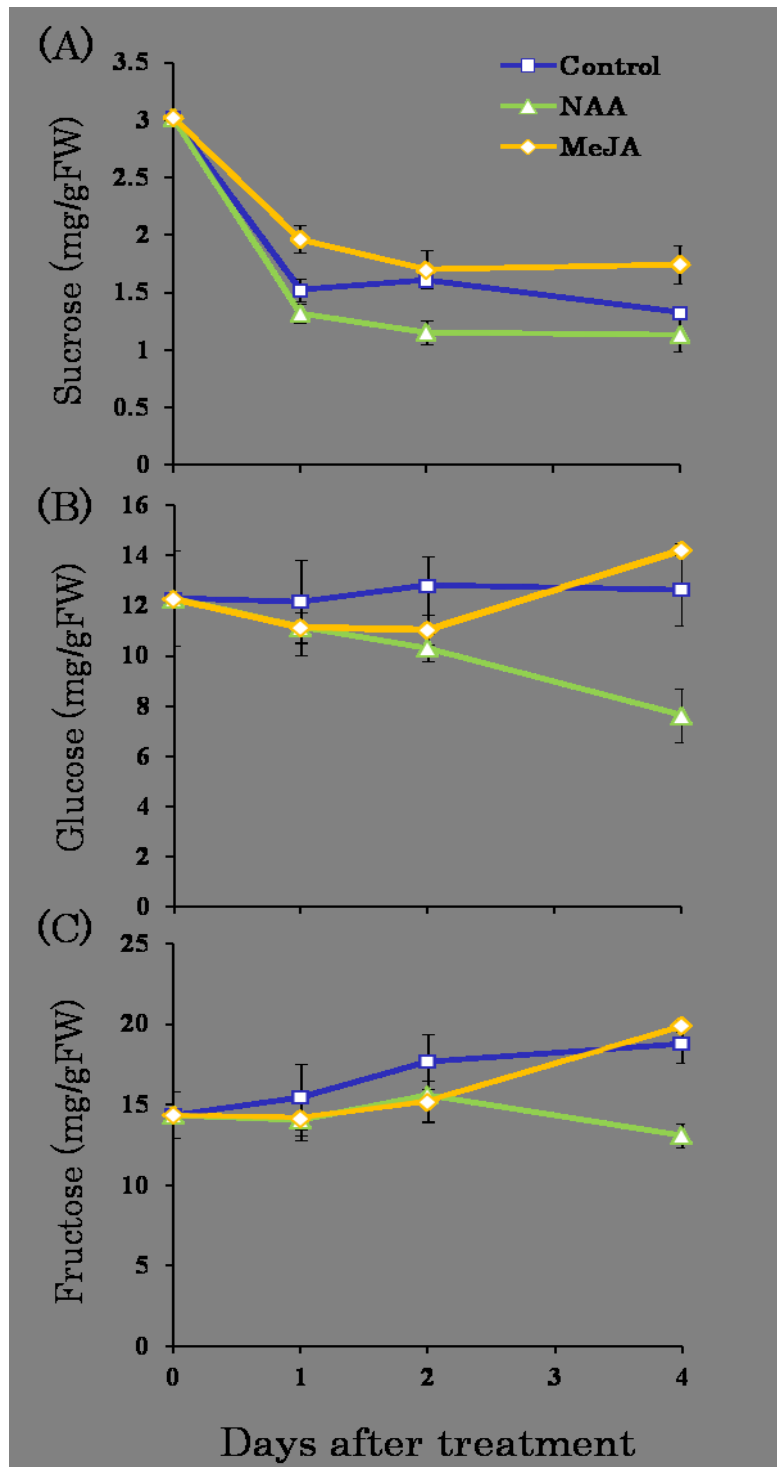 (A)
Sucrose (mg/gFW)
3.5
3
2.5
2
1.5
1
0.5
0
Control
NAA
MeJA
(B)
Glucose (mg/gFW)
16
14
12
10
8
6
4
2
0
(C)
Fructose (mg/gFW)
25
20
15
10
5
0
0 1 2 3 4
Days after treatment